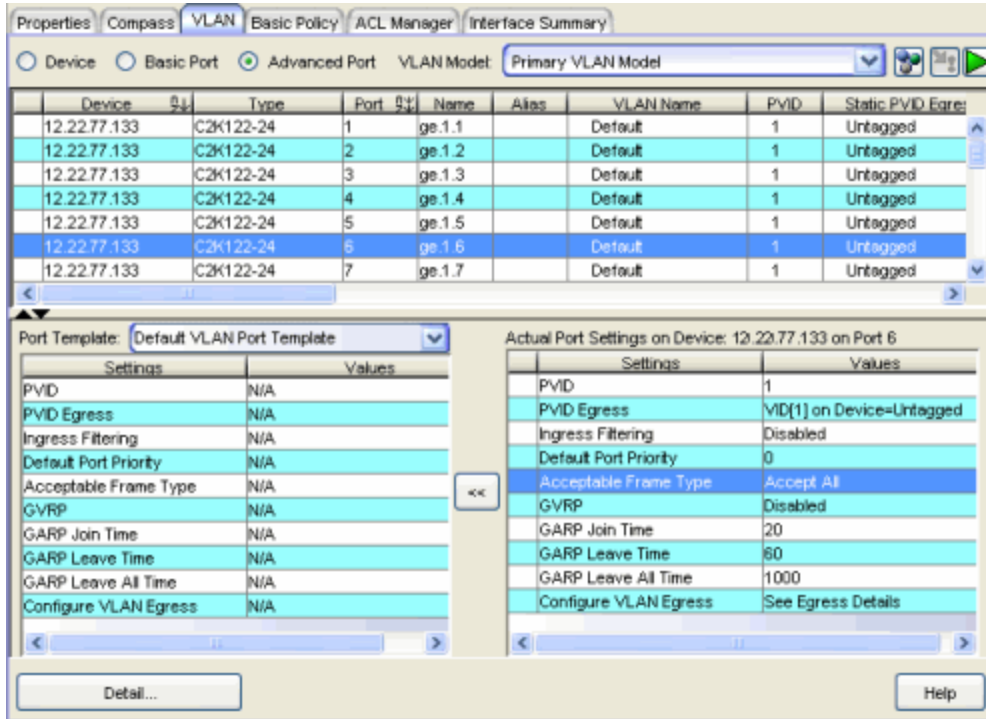 Properties Compass VLAN Basic Policy ACL Manager Interface Summary
Device Basic Port Advanced Port VLAN Model: Primary VLAN Model
Device Type Port Name Alias VLAN Name PVID Static PVID Egres
12.22.77.133 C2K122-24 1 ge.1.1 Default 1 Untagged
12.22.77.133 C2K122-24 2 ge.1.2 Default 1 Untagged
12.22.77.133 C2K122-24 3 ge.1.3 Default 1 Untagged
12.22.77.133 C2K122-24 4 ge.1.4 Default 1 Untagged
12.22.77.133 C2K122-24 5 ge.1.5 Default 1 Untagged
12.22.77.133 C2K122-24 6 ge.1.6 Default 1 Untagged
12.22.77.133 C2K122-24 7 ge.1.7 Default 1 Untagged
Port Template: Default VLAN Port Template
Settings Values
PVID N/A
PVID Egress N/A
Ingress Filtering N/A
Default Port Priority N/A
Acceptable Frame Type N/A
GVRP N/A
GARP Join Time N/A
GARP Leave Time N/A
GARP Leave All Time N/A
Configure VLAN Egress N/A
<<
Actual Port Settings on Device: 12.22.77.133 on Port 6
Settings Values
PVID 1
PVID Egress VID[1] on Device=Untagged
Ingress Filtering Disabled
Default Port Priority 0
Acceptable Frame Type Accept All
GVRP Disabled
GARP Join Time 20
GARP Leave Time 60
GARP Leave All Time 1000
Configure VLAN Egress See Egress Details
Detail...
Help